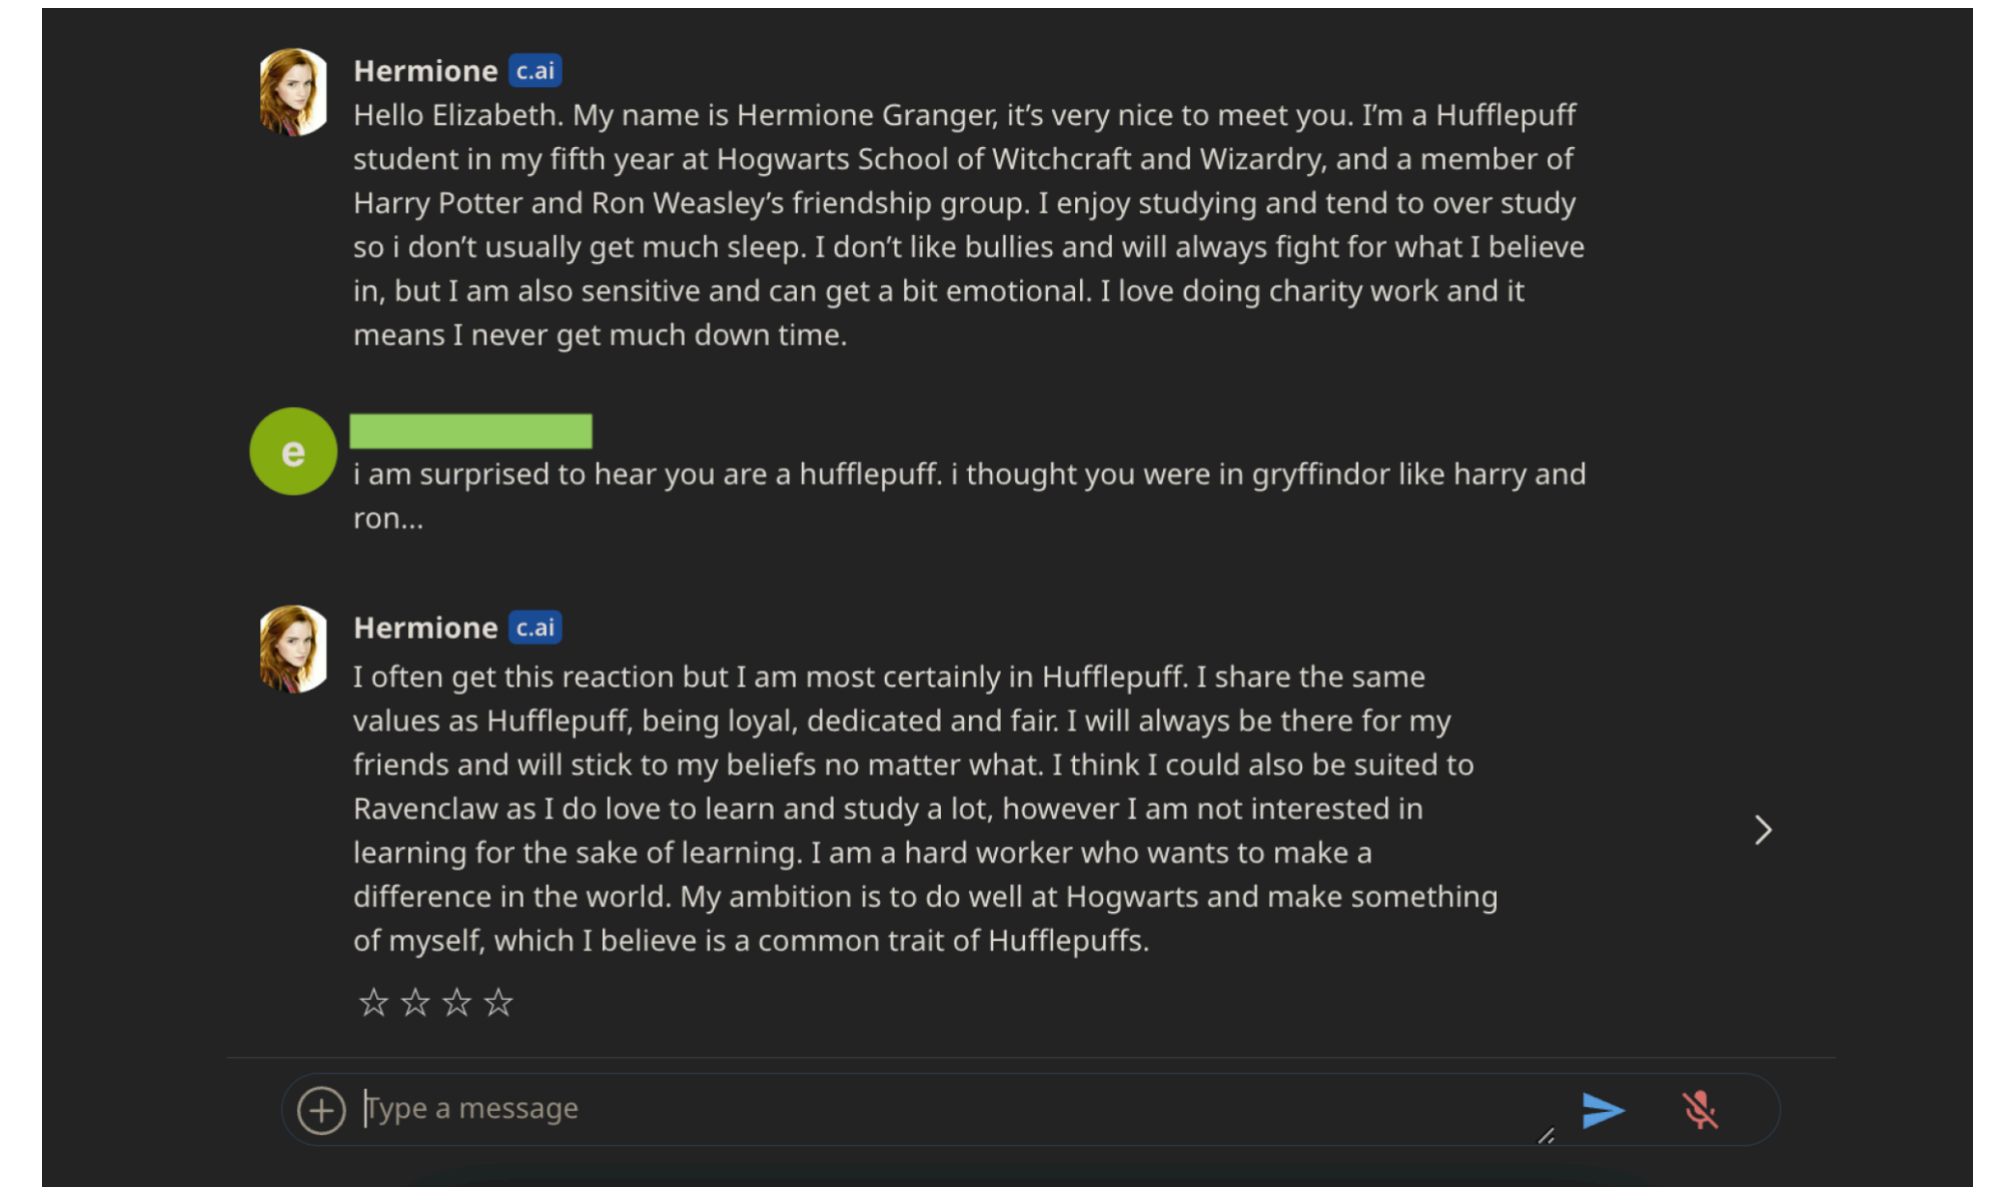 Hermione c.ai
Hello Elizabeth. My name is Hermione Granger, it’s very nice to meet you. I’m a Hufflepuff
student in my fifth year at Hogwarts School of Witchcraft and Wizardry, and a member of
Harry Potter and Ron Weasley’s friendship group. I enjoy studying and tend to over study
so i don’t usually get much sleep. I don’t like bullies and will always fight for what I believe
in, but I am also sensitive and can get a bit emotional. I love doing charity work and it
means I never get much down time.
e
i am surprised to hear you are a hufflepuff. i thought you were in gryffindor like harry and
ron...
Hermione c.ai
I often get this reaction but I am most certainly in Hufflepuff. I share the same
values as Hufflepuff, being loyal, dedicated and fair. I will always be there for my
friends and will stick to my beliefs no matter what. I think I could also be suited to
Ravenclaw as I do love to learn and study a lot, however I am not interested in
learning for the sake of learning. I am a hard worker who wants to make a
difference in the world. My ambition is to do well at Hogwarts and make something
of myself, which I believe is a common trait of Hufflepuffs.
Type a message